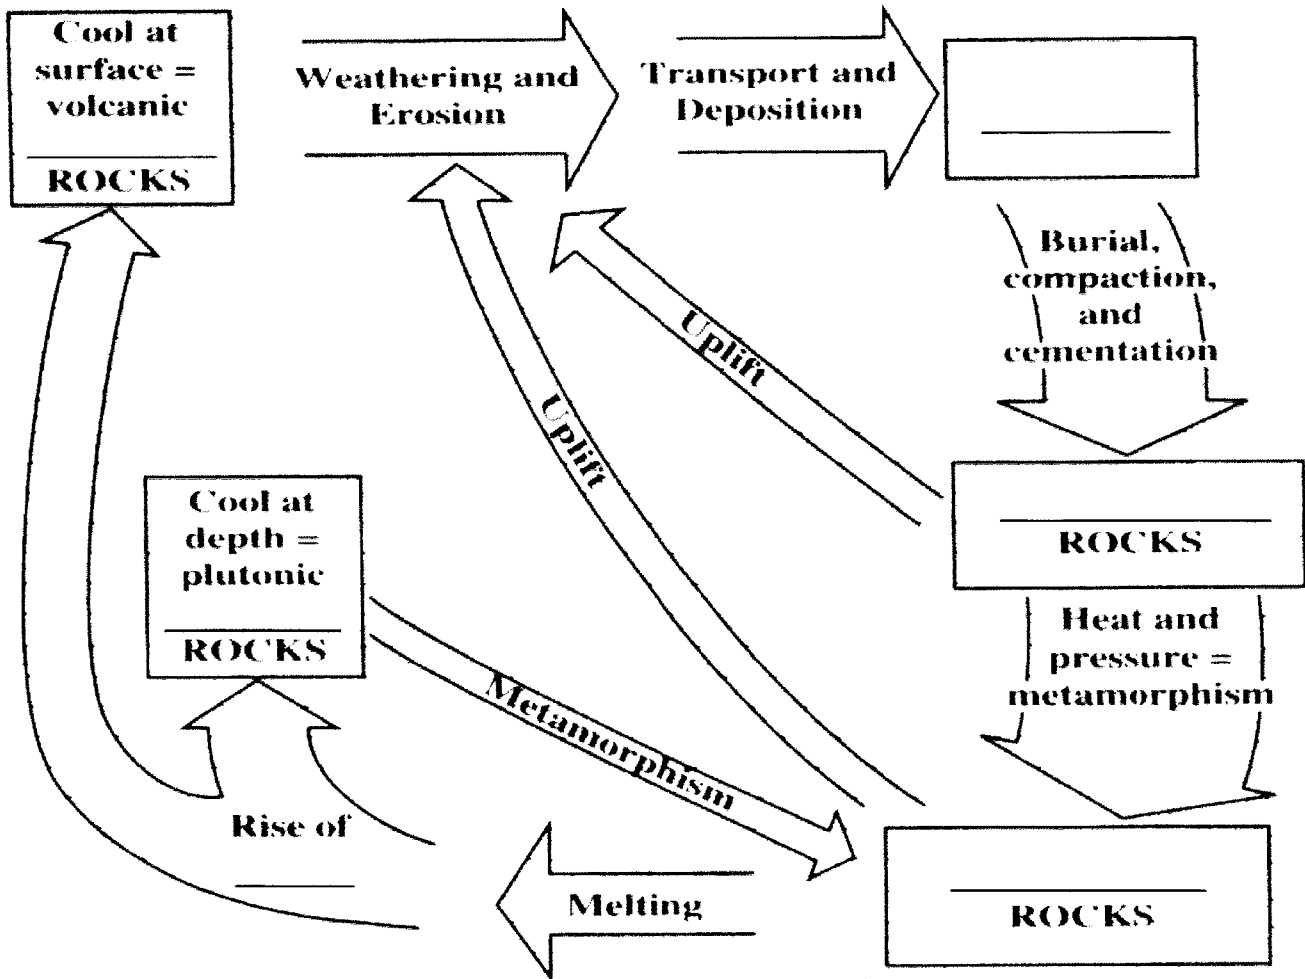 Cool at
surface =
volcanic
ROCKS
Weathering and
Erosion
Transport and
Deposition
Burial,
compaction,
and
cementation
Uplift
Uplift
Cool at
depth =
plutonic
ROCKS
ROCKS
Heat and
pressure =
metamorphism
Metamorphism
Rise of
Melting
ROCKS